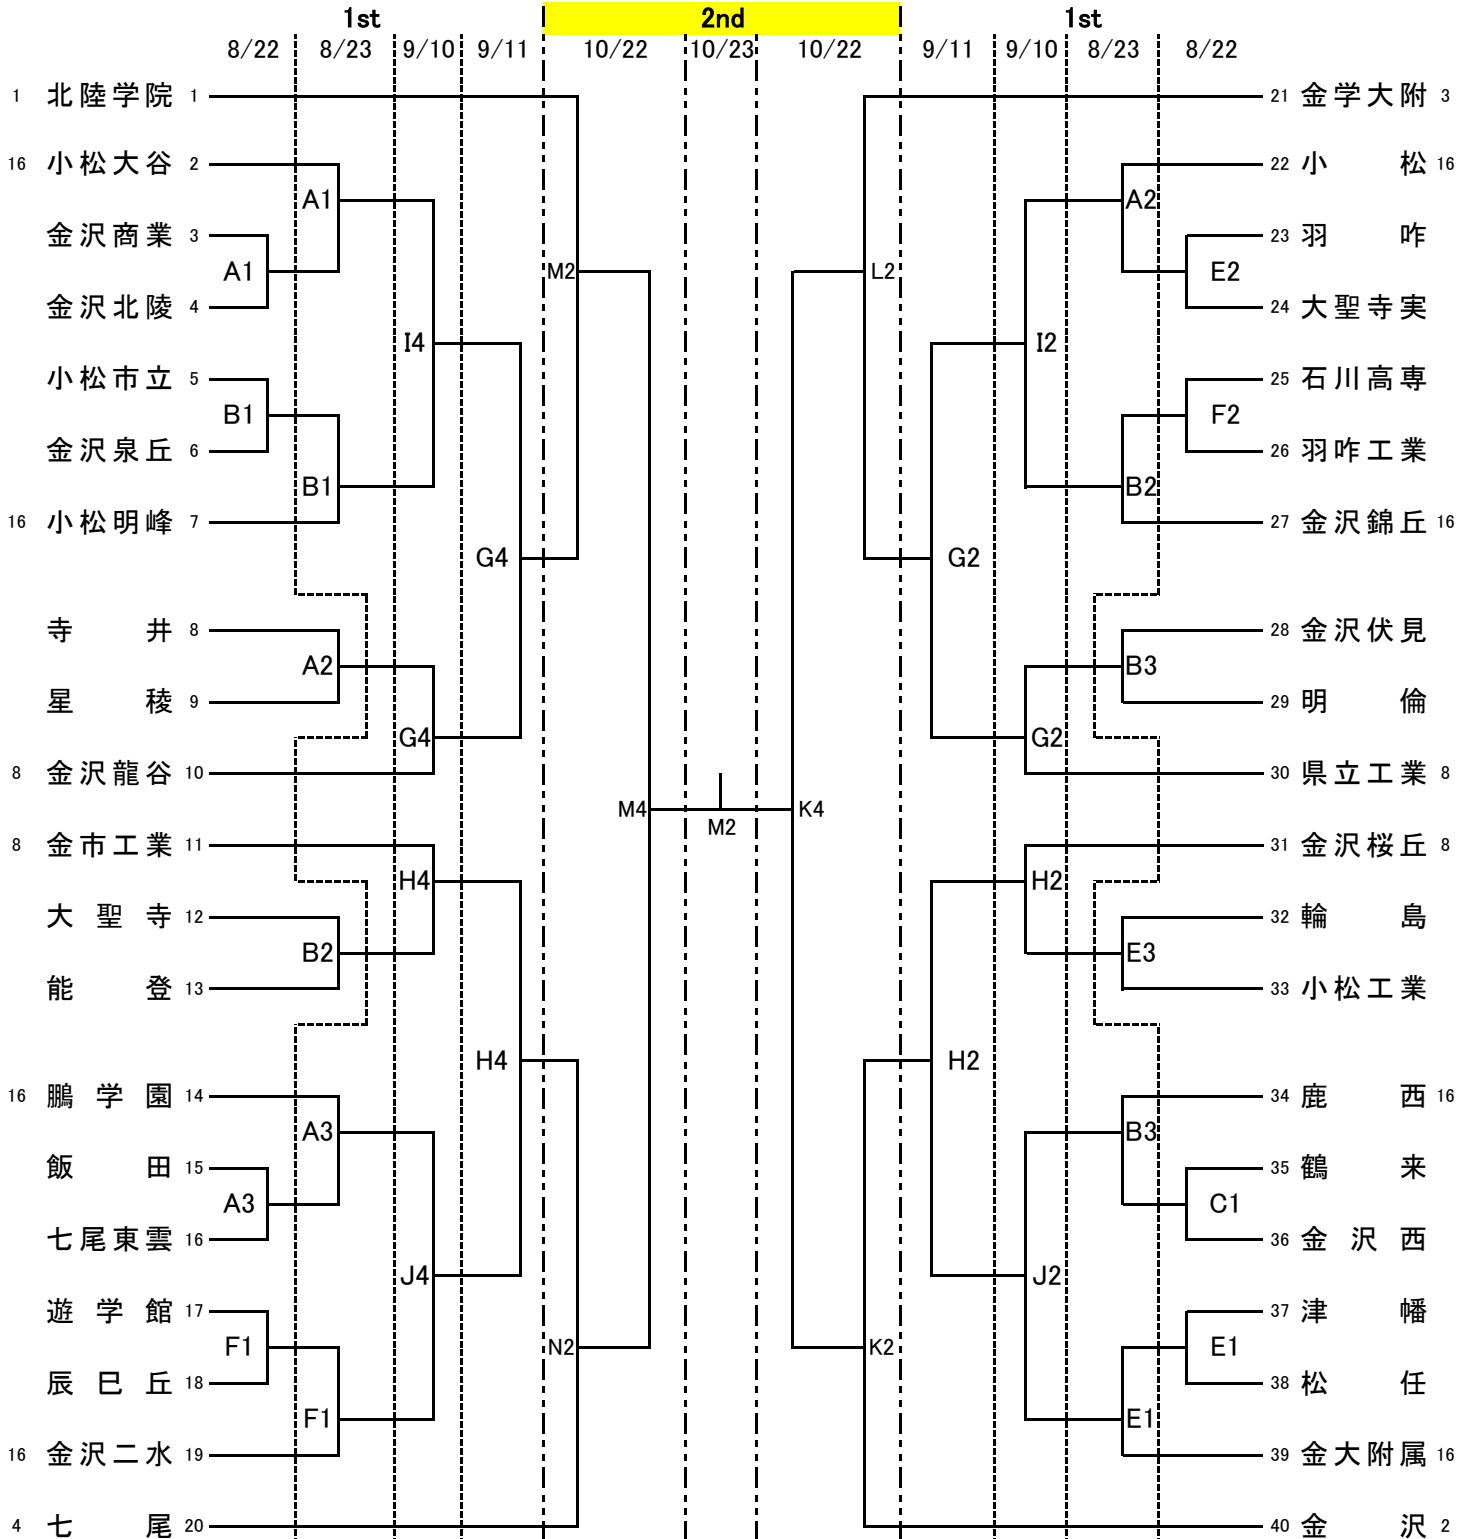 1st 2nd 1st
8/22 8/23 9/10 9/11 10/22 10/23 10/22 9/11 9/10 8/23 8/22
1 北陸学院 1 21 金学大附 3
16 小松大谷 2 22 小松 16
A1 A2
金沢商業 3 23 羽咋
A1 M2 L2 E2
金沢北陵 4 24 大聖寺実
I4 I2
小松市立 5 25 石川高専
B1 F2
金沢泉丘 6 26 羽咋工業
B1 B2
16 小松明峰 7 27 金沢錦丘 16
G4 G2
寺井 8 28 金沢伏見
A2 B3
星稜 9 29 明倫
G4 G2
8 金沢龍谷 10 30 県立工業 8
M4 M2 K4
8 金市工業 11 31 金沢桜丘 8
H4 H2
大聖寺 12 32 輪島
B2 E3
能登 13 33 小松工業
H4 H2
16 鵬学園 14 34 鹿西 16
A3 B3
飯田 15 35 鶴来
A3 C1
七尾東雲 16 36 金沢西
J4 J2
遊学館 17 37 津幡
F1 N2 K2 E1
辰巳丘 18 38 松任
F1 E1
16 金沢二水 19 39 金大附属 16
4 七尾 20 40 金沢 2